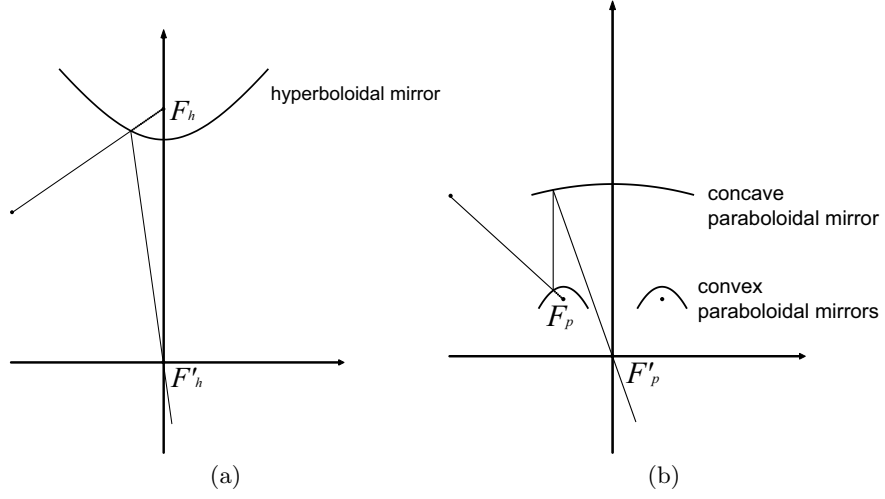 hyperboloidal mirror
F_h
F'_h
(a)
concave
paraboloidal mirror
convex
paraboloidal mirrors
F_p
F'_p
(b)